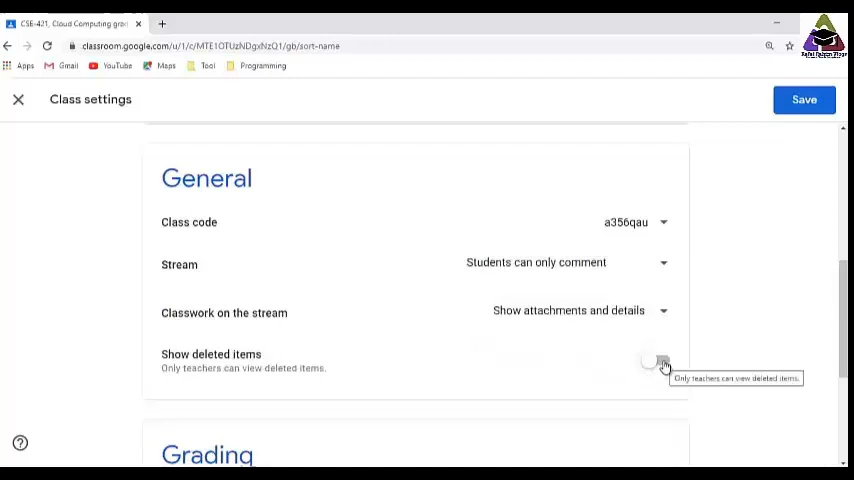 CSE-421, Cloud Computing grad
classroom.google.com/u/1/c/MTE1OTUzNDgxNzQ1/gb/sort-name
Apps Gmail YouTube Maps Tool Programming
Class settings
Save
General
Class code a356qau
Stream Students can only comment
Classwork on the stream Show attachments and details
Show deleted items
Only teachers can view deleted items.
Only teachers can view deleted items.
Grading